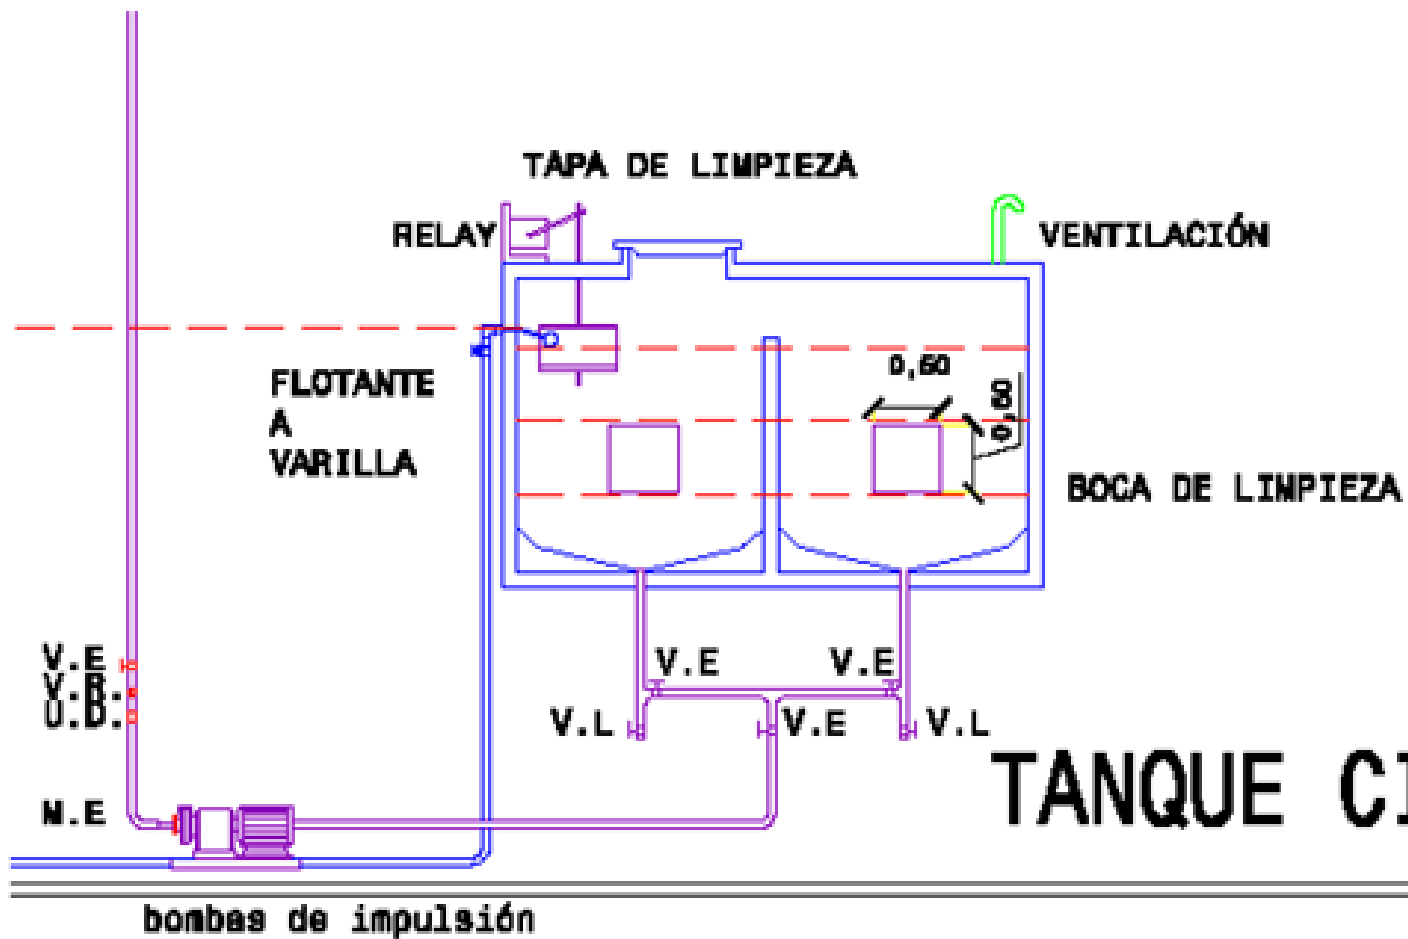 TAPA DE LIMPIEZA
RELAY
VENTILACIÓN
FLOTANTE
A
VARILLA
0,60
0,60
BOCA DE LIMPIEZA
V.E
V.R.
U.D.
V.E
V.E
V.L
V.E
V.L
M.E
TANQUE
bombas de impulsión